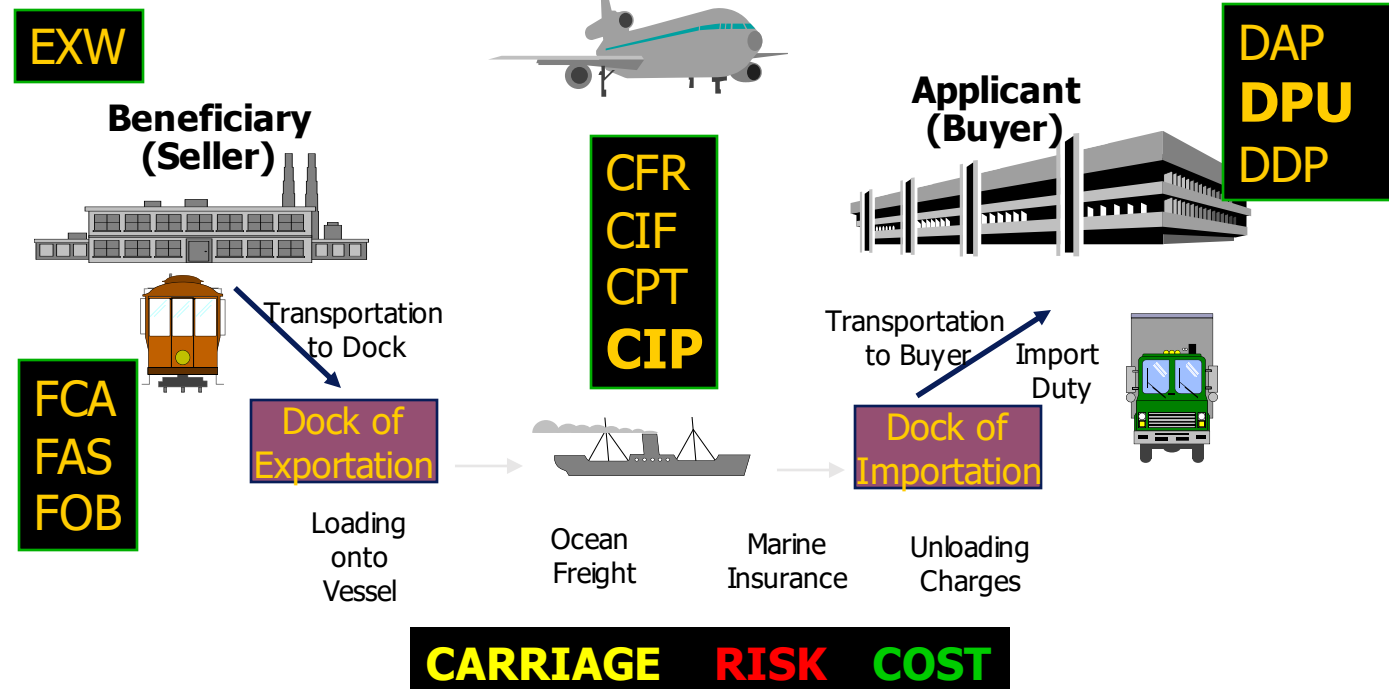 EXW
Beneficiary
(Seller)
Applicant
(Buyer)
DAP
DPU
DDP
CFR
CIF
CPT
CIP
Transportation
to Dock
Transportation
to Buyer
Import
Duty
FCA
FAS
FOB
Dock of
Exportation
Dock of
Importation
Loading
onto
Vessel
Ocean
Freight
Marine
Insurance
Unloading
Charges
CARRIAGE RISK COST